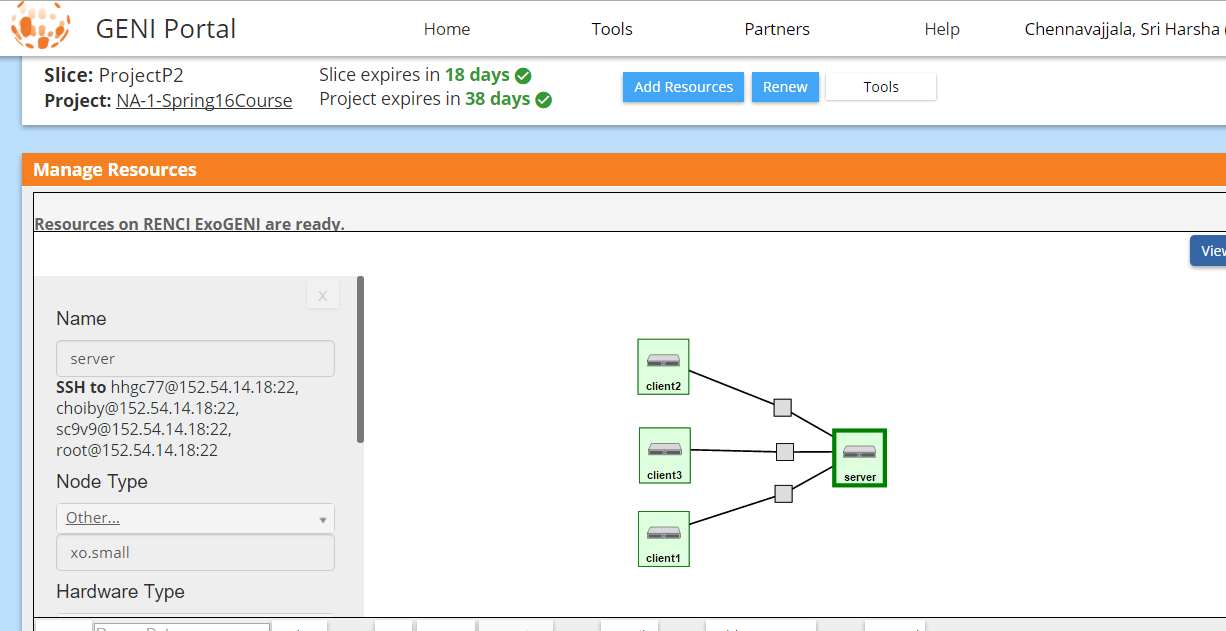 GENI Portal
Home
Tools
Partners
Help
Chennavajjala, Sri Harsha (
Slice: ProjectP2
Project: NA-1-Spring16Course
Slice expires in 18 days
Project expires in 38 days
Add Resources
Renew
Tools
Manage Resources
Resources on RENCI ExoGENI are ready.
View
x
Name
server
SSH to hhgc77@152.54.14.18:22,
choiby@152.54.14.18:22,
sc9v9@152.54.14.18:22,
root@152.54.14.18:22
Node Type
Other...
xo.small
Hardware Type
client2
client3
server
client1